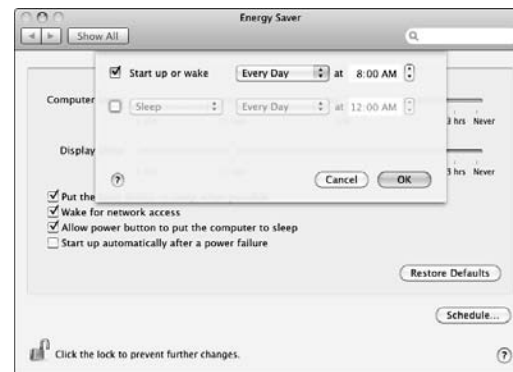 Energy Saver
Show All
Start up or wake Every Day at 8:00 AM
Computer
Sleep Every Day at 12:00 AM
3 hrs Never
Display
3 hrs Never
? Cancel OK
Put the
Wake for network access
Allow power button to put the computer to sleep
Start up automatically after a power failure
Restore Defaults
Schedule...
Click the lock to prevent further changes. ?